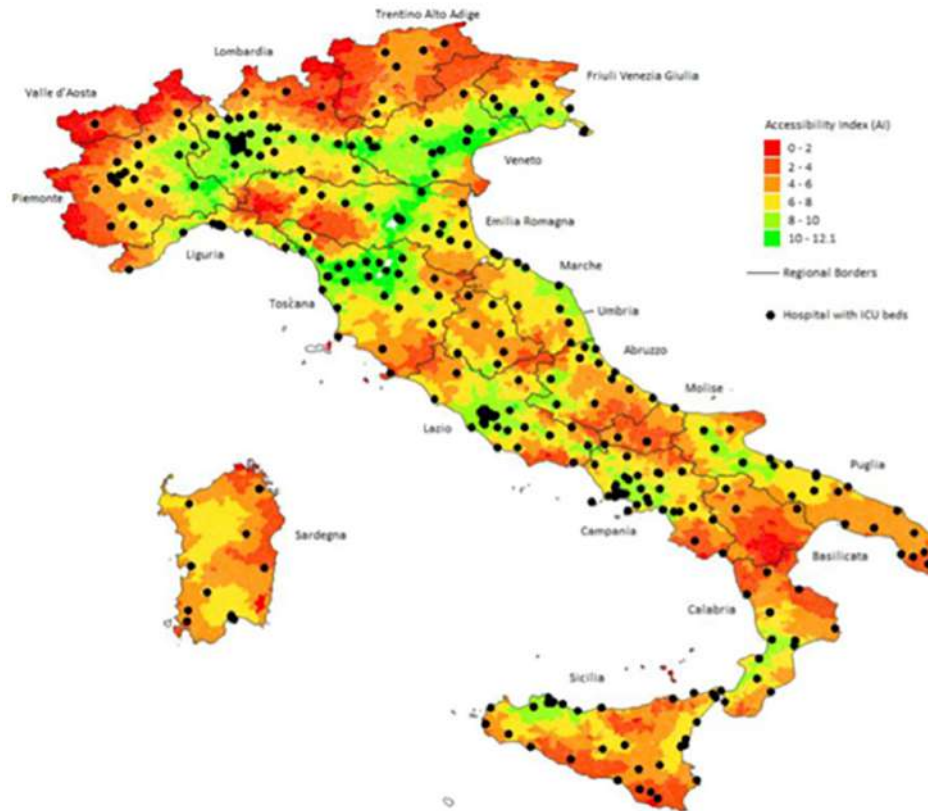 Trentino Alto Adige
Lombardia
Friuli Venezia Giulia
Valle d'Aosta
Accessibility Index (AI)
0 - 2
2 - 4
4 - 6
6 - 8
8 - 10
10 - 12.1
Veneto
Piemonte
Emilia Romagna
Liguria
Marche
Regional Borders
Toscana
Umbria
Hospital with ICU beds
Abruzzo
Molise
Lazio
Puglia
Sardegna
Campania
Basilicata
Calabria
Sicilia